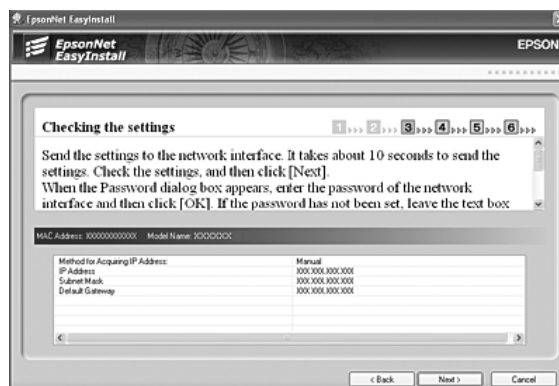 EpsonNet EasyInstall
EpsonNet
EasyInstall
EPSON
Checking the settings
1 2 3 4 5 6
Send the settings to the network interface. It takes about 10 seconds to send the
settings. Check the settings, and then click [Next].
When the Password dialog box appears, enter the password of the network
interface and then click [OK]. If the password has not been set, leave the text box
MAC Address: XXXXXXXXXXXX Model Name: XXXXXXX
Method for Acquiring IP Address: Manual
IP Address XXX.XXX.XXX.XXX
Subnet Mask XXX.XXX.XXX.XXX
Default Gateway XXX.XXX.XXX.XXX
< Back Next > Cancel